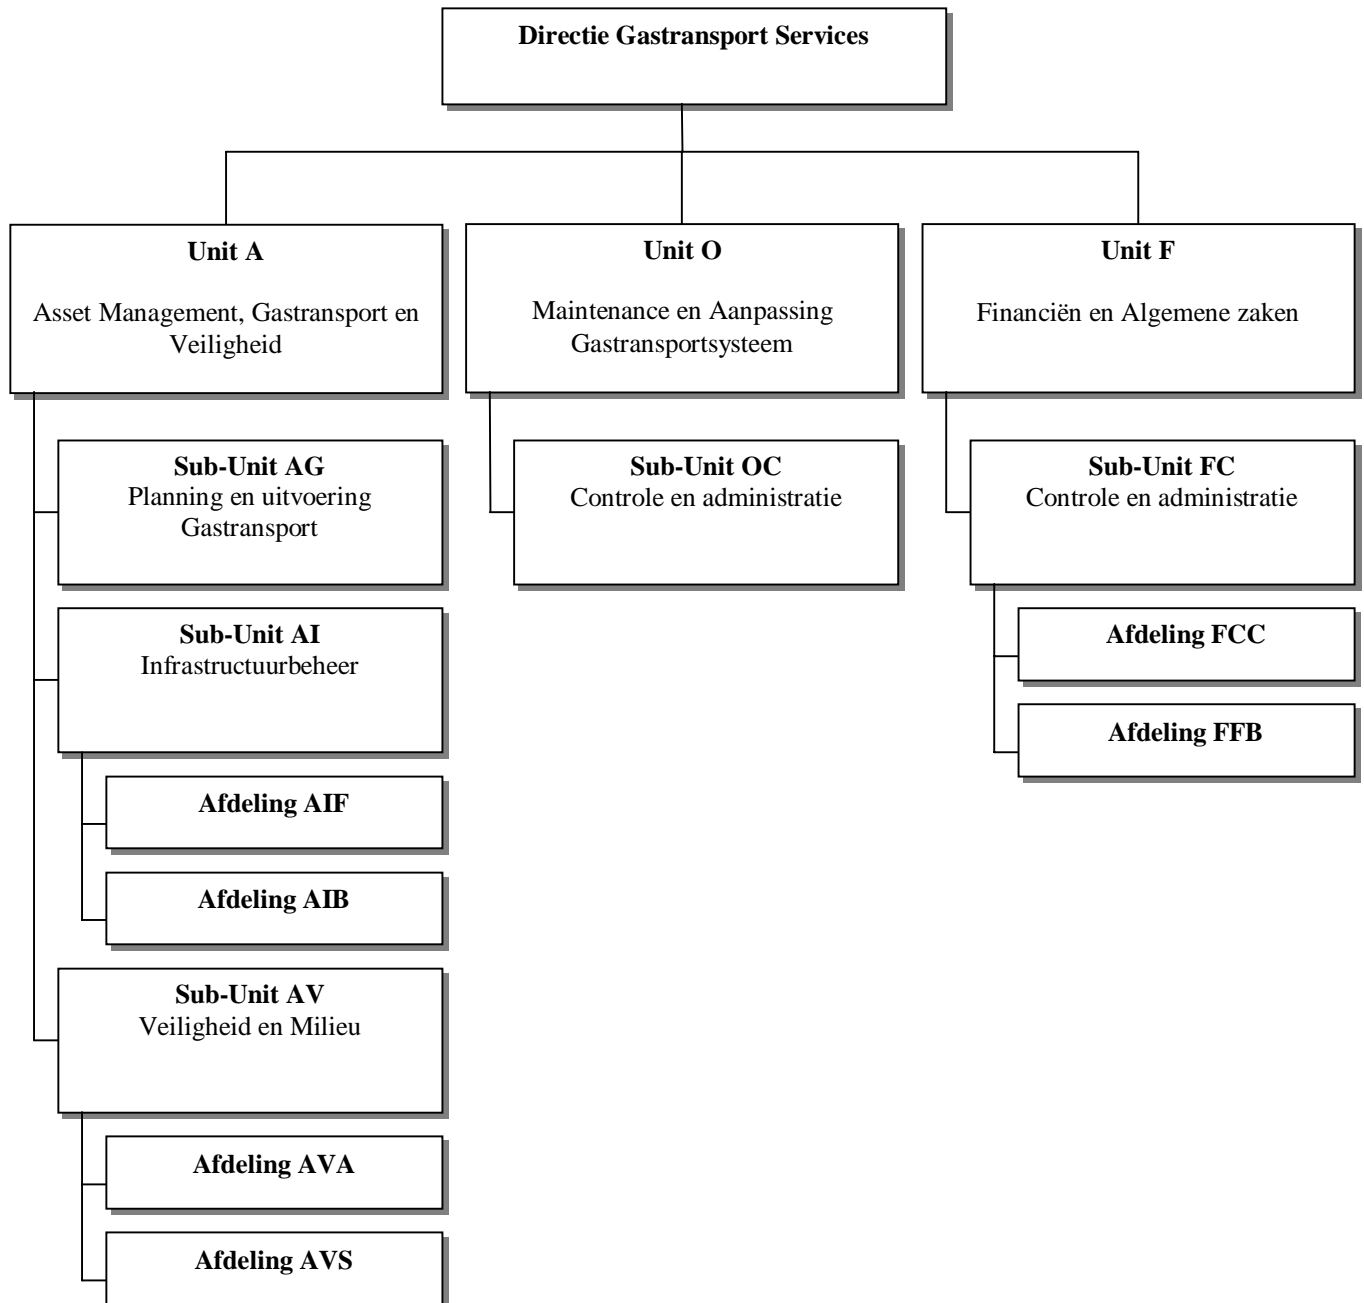 Directie Gastransport Services
Unit A
Asset Management, Gastransport en
Veiligheid
Unit O
Maintenance en Aanpassing
Gastransportsysteem
Unit F
Financiën en Algemene zaken
Sub-Unit AG
Planning en uitvoering
Gastransport
Sub-Unit OC
Controle en administratie
Sub-Unit FC
Controle en administratie
Sub-Unit AI
Infrastructuurbeheer
Afdeling FCC
Afdeling FFB
Afdeling AIF
Afdeling AIB
Sub-Unit AV
Veiligheid en Milieu
Afdeling AVA
Afdeling AVS